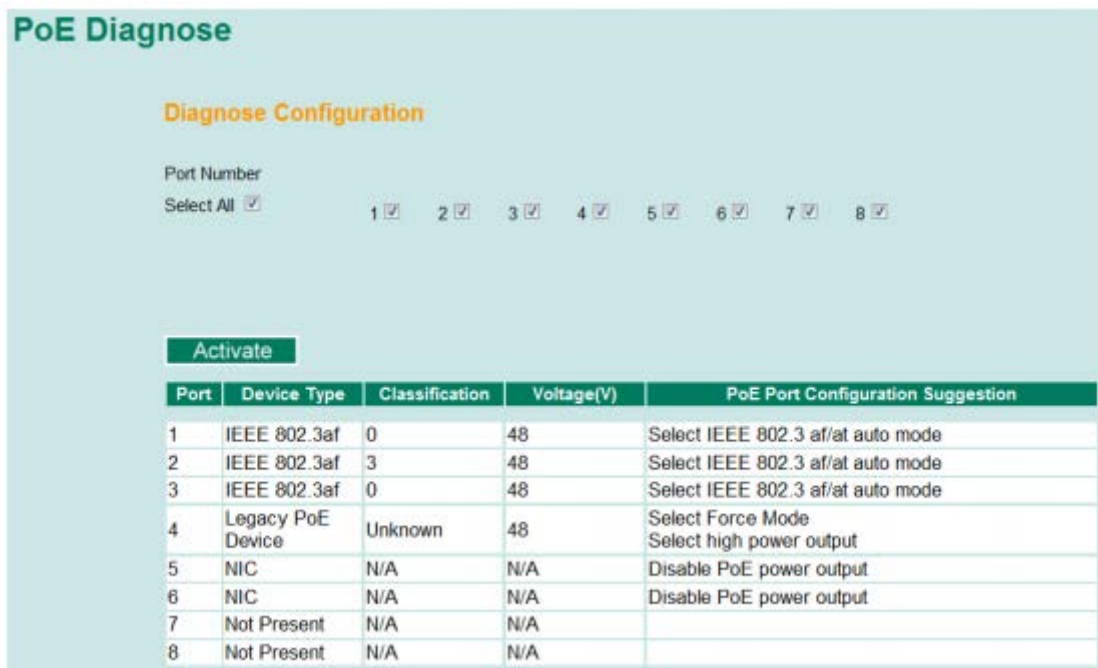 PoE Diagnose
Diagnose Configuration
Port Number
Select All 1 2 3 4 5 6 7 8
Activate
Port Device Type Classification Voltage(V) PoE Port Configuration Suggestion
1 IEEE 802.3af 0 48 Select IEEE 802.3 af/at auto mode
2 IEEE 802.3af 3 48 Select IEEE 802.3 af/at auto mode
3 IEEE 802.3af 0 48 Select IEEE 802.3 af/at auto mode
4 Legacy PoE Device Unknown 48 Select Force Mode
Select high power output
5 NIC N/A N/A Disable PoE power output
6 NIC N/A N/A Disable PoE power output
7 Not Present N/A N/A
8 Not Present N/A N/A